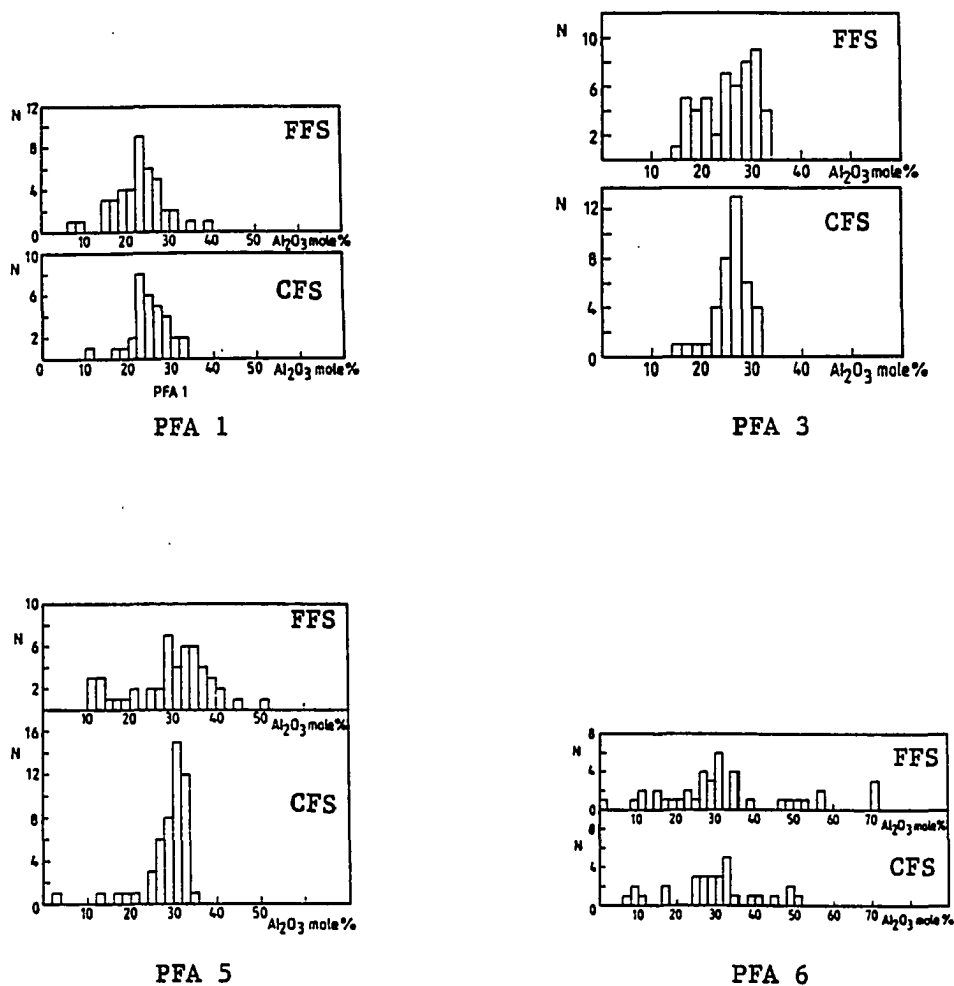 N 12 FFS
8
4
0
10 20 30 40 50 Al₂O₃ mole%
N 10 CFS
6
2
0 10 20 30 40 50 Al₂O₃ mole%
PFA 1
PFA 1
N 10 FFS
6
2
10 20 30 40 Al₂O₃ mole%
N 12 CFS
8
4
0
10 20 30 40 Al₂O₃ mole%
PFA 3
10 FFS
N
6
2
10 20 30 40 50 Al₂O₃ mole%
N 16
12 CFS
8
4
0
10 20 30 40 50 Al₂O₃ mole%
PFA 5
8
N FFS
4
10 20 30 40 50 60 70 Al₂O₃ mole%
8
N CFS
4
0
10 20 30 40 50 60 70 Al₂O₃ mole%
PFA 6